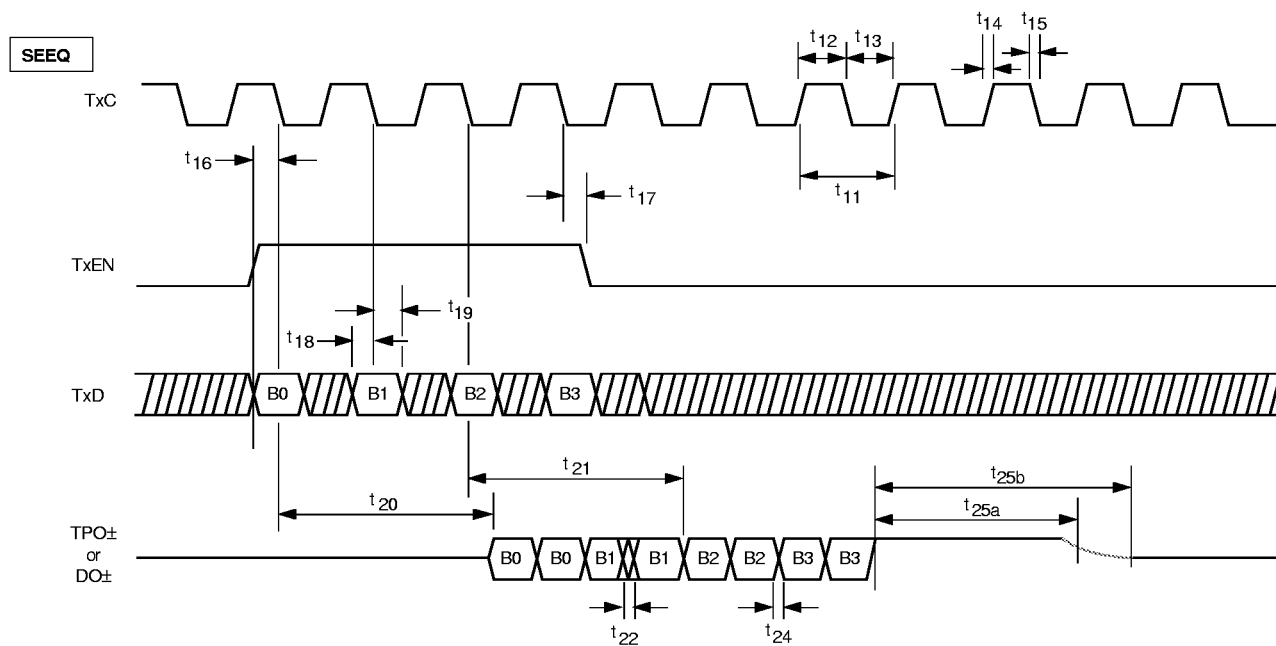 SEEQ
t14 t15
t12 t13
TxC
t16
t17
t11
TxEN
t19
t18
TxD
B0 B1 B2 B3
t21
t25b
t20
t25a
TPO±
or
DO±
B0 B0 B1 B1 B2 B2 B3 B3
t22 t24